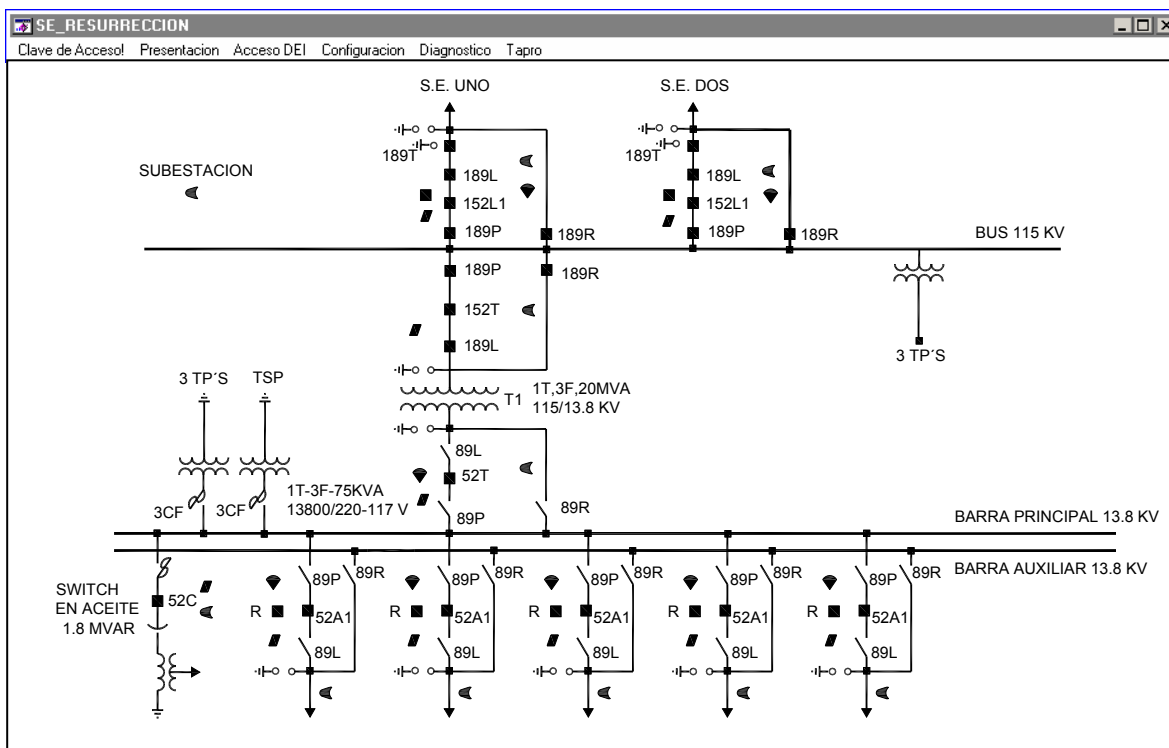 SE_RESURRECCION
Clave de Acceso! Presentacion Acceso DEI Configuracion Diagnostico Tapro
S.E. UNO S.E. DOS
189T 189T
SUBESTACION
189L 189L
152L1 152L1
189P 189R 189P 189R BUS 115 KV
189P 189R
152T
189L
3 TP´S
3 TP´S TSP
T1 1T,3F,20MVA
115/13.8 KV
89L
52T
3CF 3CF 1T-3F-75KVA
13800/220-117 V
89P 89R
BARRA PRINCIPAL 13.8 KV
BARRA AUXILIAR 13.8 KV
89P 89R 89P 89R 89P 89R 89P 89R 89P 89R
SWITCH
EN ACEITE
1.8 MVAR
52C
R 52A1 R 52A1 R 52A1 R 52A1 R 52A1
89L 89L 89L 89L 89L